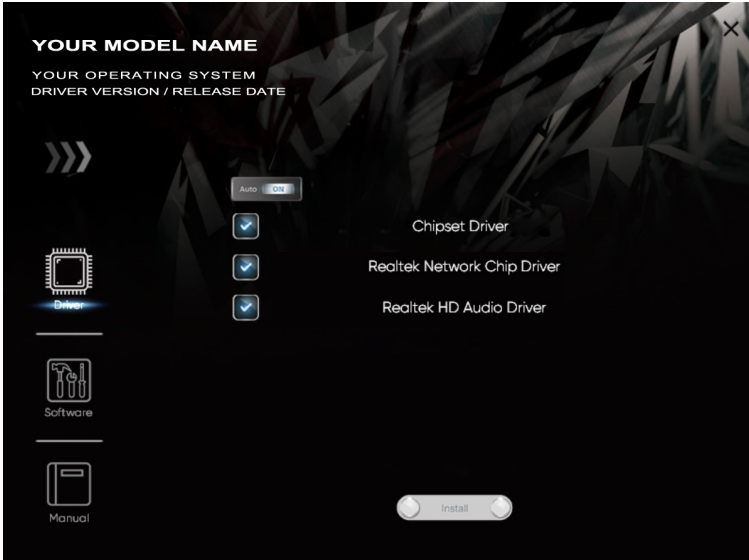 YOUR MODEL NAME
YOUR OPERATING SYSTEM
DRIVER VERSION / RELEASE DATE
Auto ON
Chipset Driver
Realtek Network Chip Driver
Realtek HD Audio Driver
Driver
Software
Manual
Install